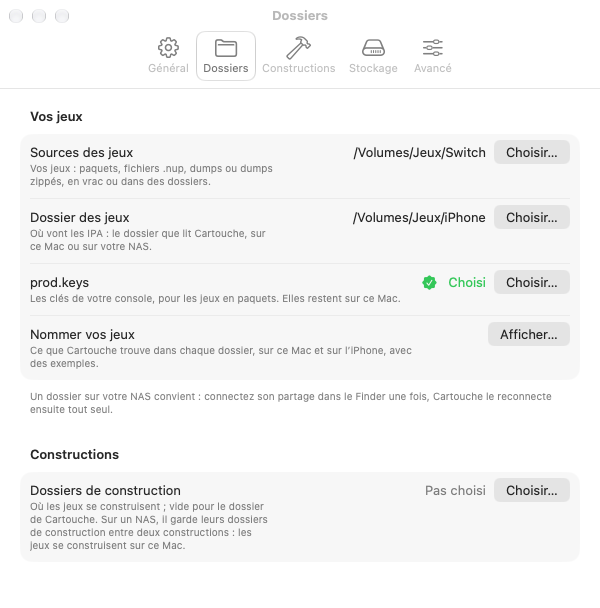 Dossiers
Général
Dossiers
Constructions
Stockage
Avancé
Vos jeux
Sources des jeux
/Volumes/Jeux/Switch
Choisir...
Vos jeux : paquets, fichiers .nup, dumps ou dumps
zippés, en vrac ou dans des dossiers.
Dossier des jeux
/Volumes/Jeux/iPhone
Choisir...
Où vont les IPA : le dossier que lit Cartouche, sur
ce Mac ou sur votre NAS.
prod.keys
Choisi
Choisir...
Les clés de votre console, pour les jeux en paquets. Elles restent sur ce Mac.
Nommer vos jeux
Afficher...
Ce que Cartouche trouve dans chaque dossier, sur ce Mac et sur l'iPhone, avec
des exemples.
Un dossier sur votre NAS convient : connectez son partage dans le Finder une fois, Cartouche le reconnecte
ensuite tout seul.
Constructions
Dossiers de construction
Pas choisi
Choisir...
Où les jeux se construisent ; vide pour le dossier
de Cartouche. Sur un NAS, il garde leurs dossiers
de construction entre deux constructions : les
jeux se construisent sur ce Mac.